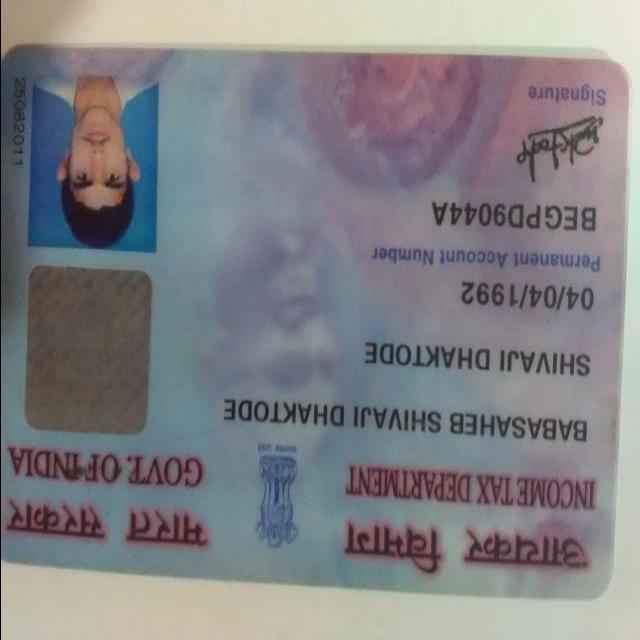 आयकर विभाग
INCOME TAX DEPARTMENT
भारत सरकार
GOVT. OF INDIA
BABASAHEB SHIVAJI DHAKTODE
SHIVAJI DHAKTODE
04/04/1992
Permanent Account Number
BEGPD9044A
Signature
25082011